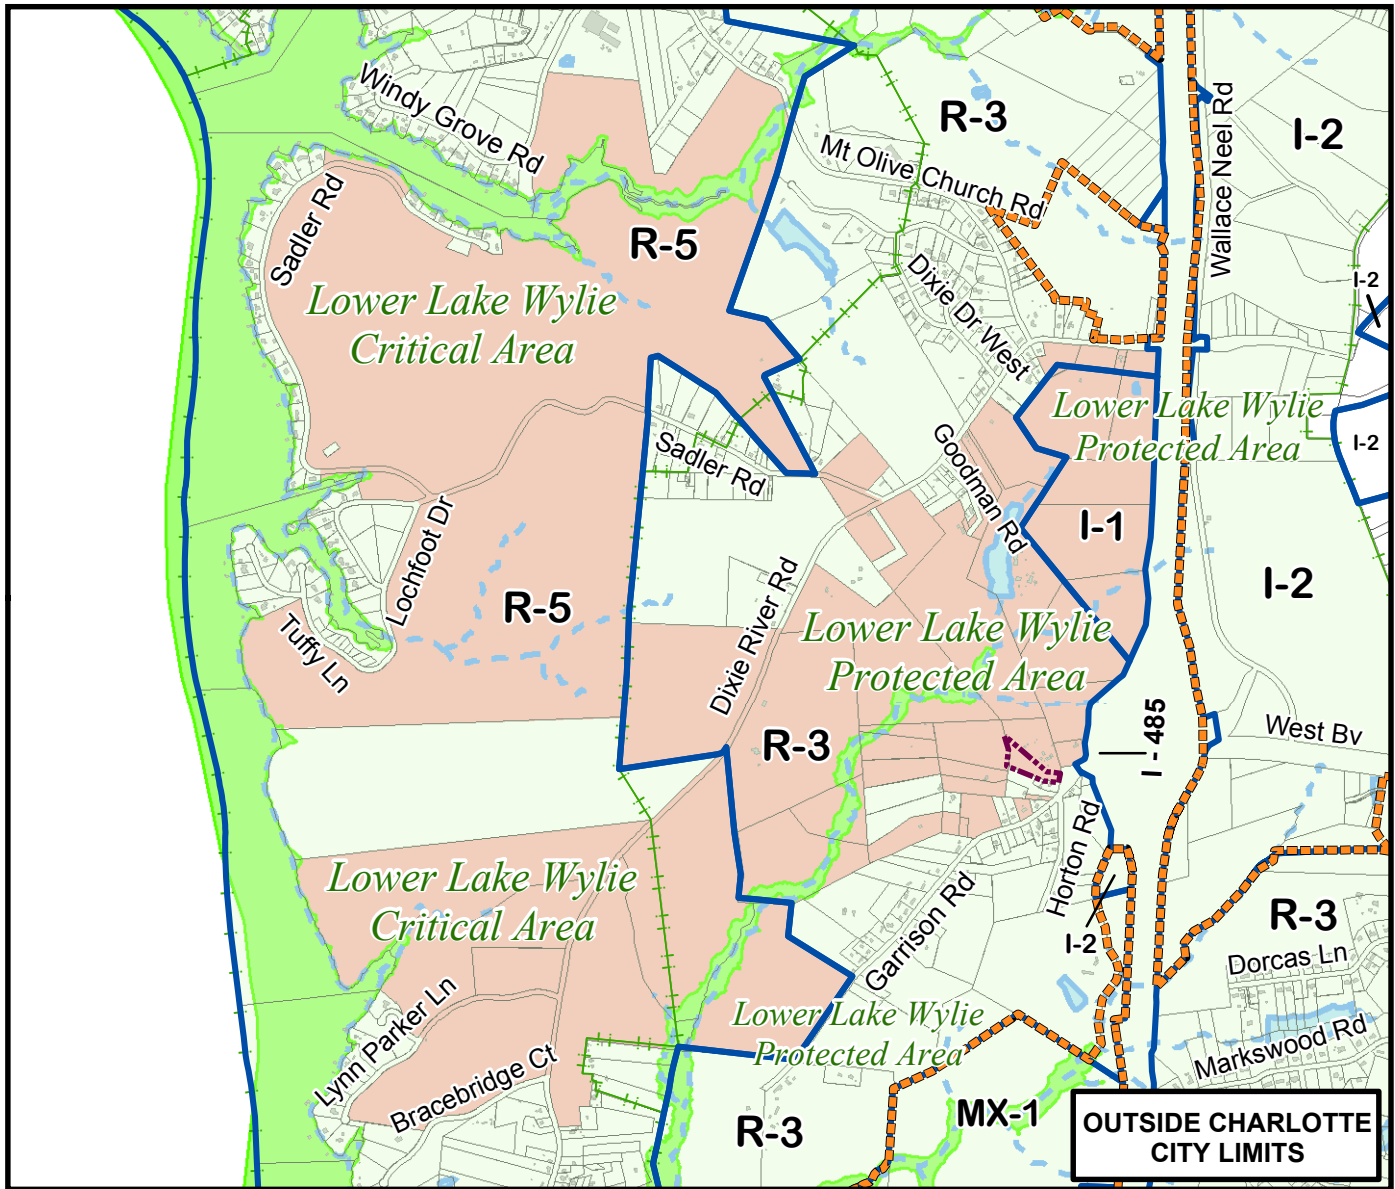 Windy Grove Rd
R-3
I-2
Mt Olive Church Rd
Wallace Neel Rd
Sadler Rd
R-5
Lower Lake Wylie
Critical Area
Dixie Dr West
I-2
Lower Lake Wylie
Protected Area
I-2
Sadler Rd
Goodman Rd
I-1
Lochfoot Dr
R-5
Tuffy Ln
Dixie River Rd
Lower Lake Wylie
Protected Area
I-2
R-3
I - 485
West Bv
Horton Rd
Lower Lake Wylie
Critical Area
Garrison Rd
I-2
R-3
Dorcas Ln
Lynn Parker Ln
Lower Lake Wylie
Protected Area
Markswood Rd
Bracebridge Ct
R-3
MX-1
OUTSIDE CHARLOTTE
CITY LIMITS